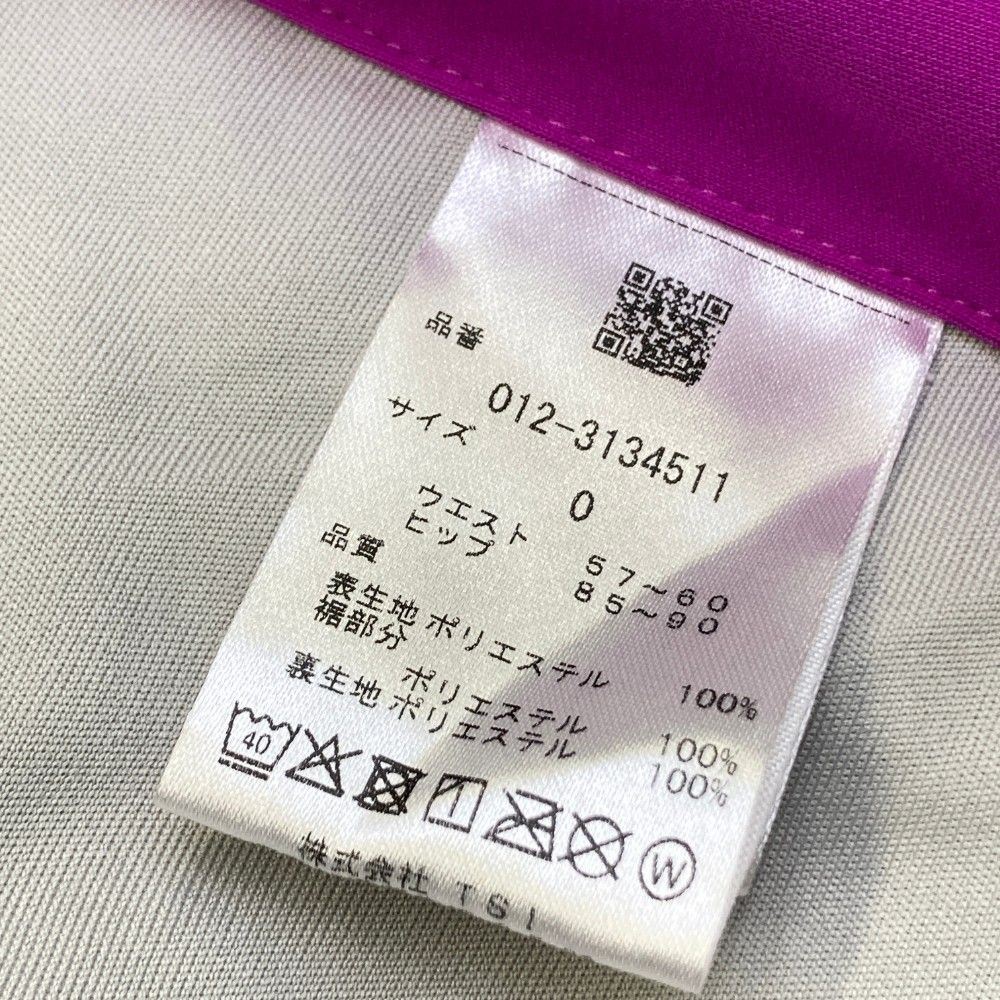 品番
012-3134511
サイズ
0
ウエスト 57～60
ヒップ 85～90
品質
表生地 ポリエステル 100%
裾部分
ポリエステル 100%
裏生地 ポリエステル 100%
40
W
株式会社 TSI